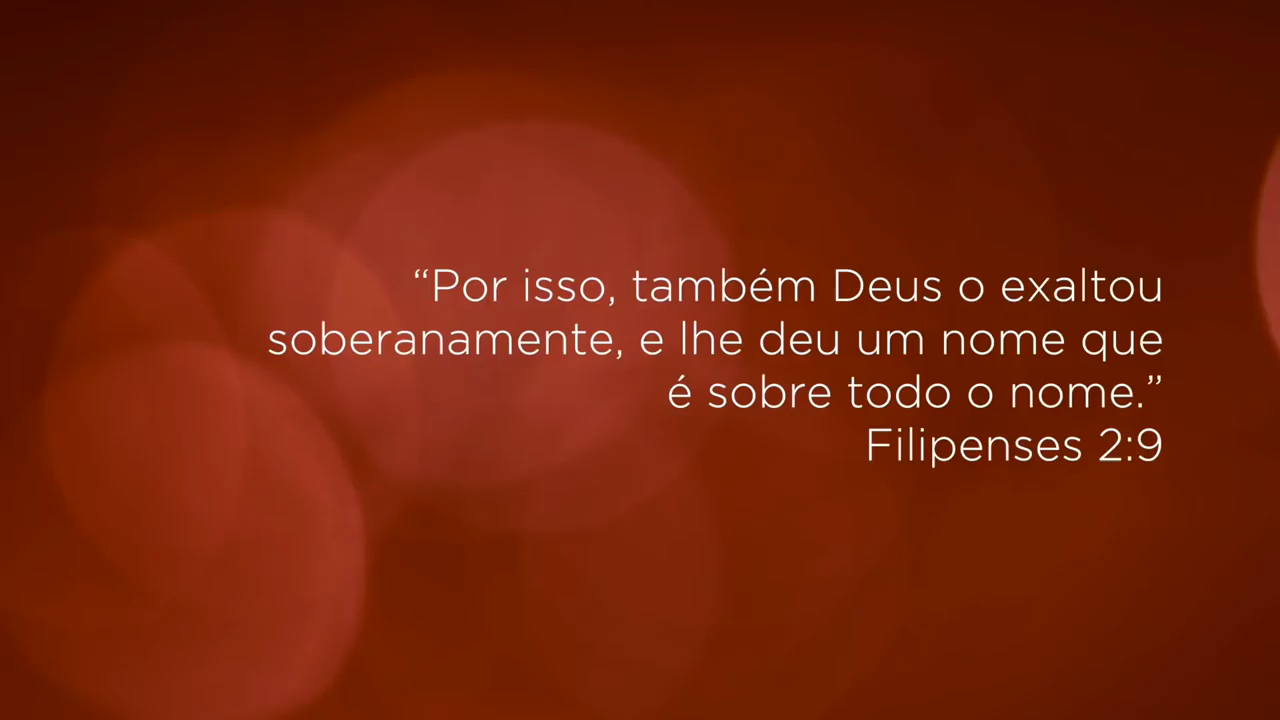 “Por isso, também Deus o exaltou
soberanamente, e lhe deu um nome que
é sobre todo o nome.”
Filipenses 2:9